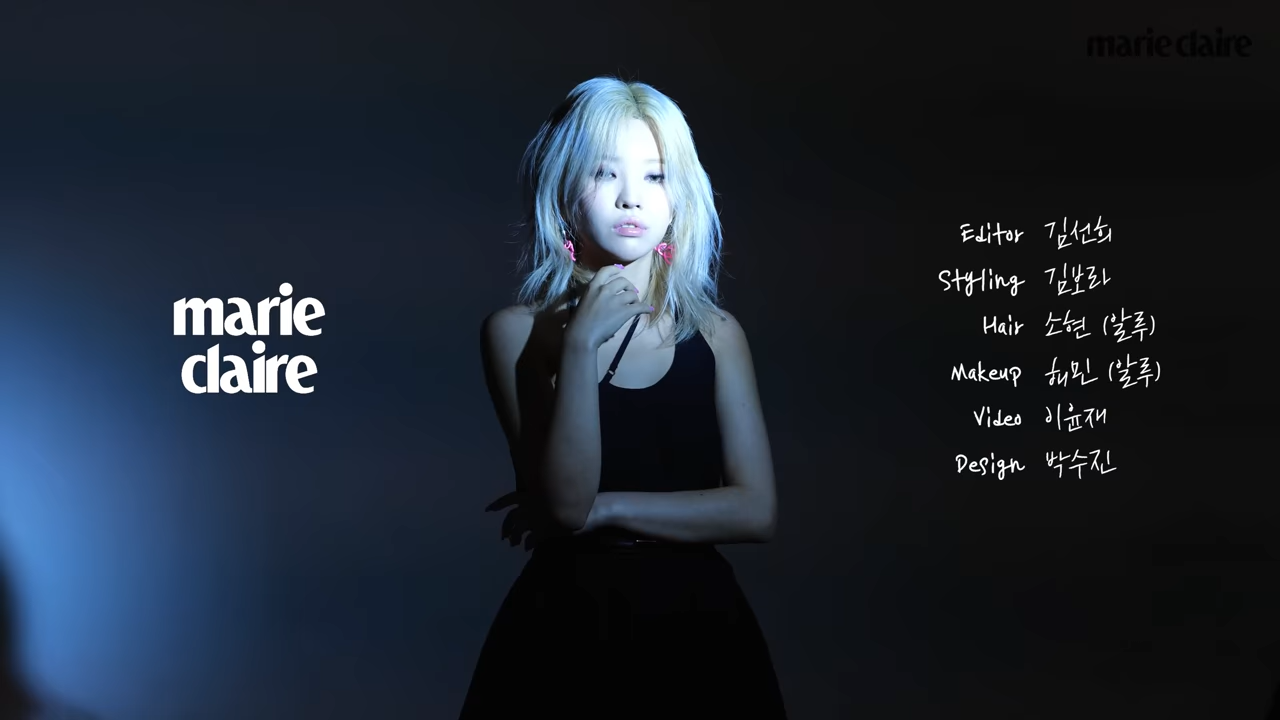 marie claire
marie
claire
Editor 김선희
Styling 김보라
Hair 소현 (알루)
Makeup 해민 (알루)
Video 이윤재
Design 박수진